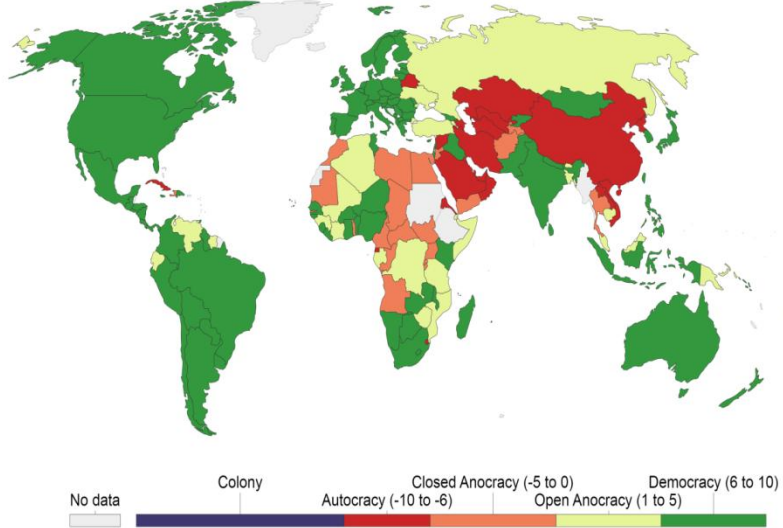 Colony
Closed Anocracy (-5 to 0)
Democracy (6 to 10)
No data
Autocracy (-10 to -6)
Open Anocracy (1 to 5)